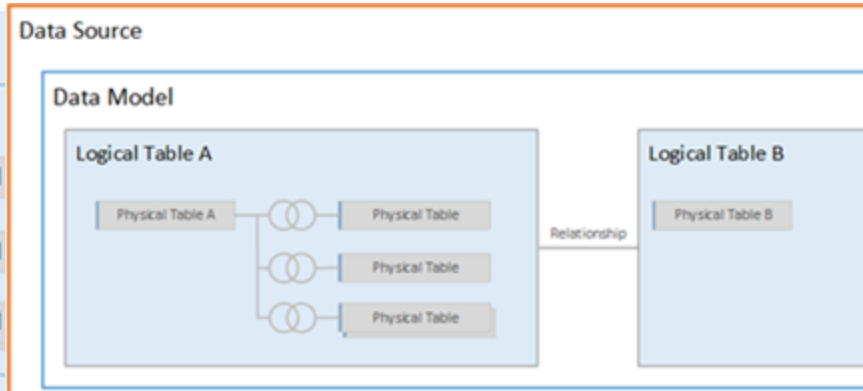 Data Source
Data Model
Logical Table A
Logical Table B
Physical Table A
Physical Table
Physical Table B
Relationship
Physical Table
Physical Table